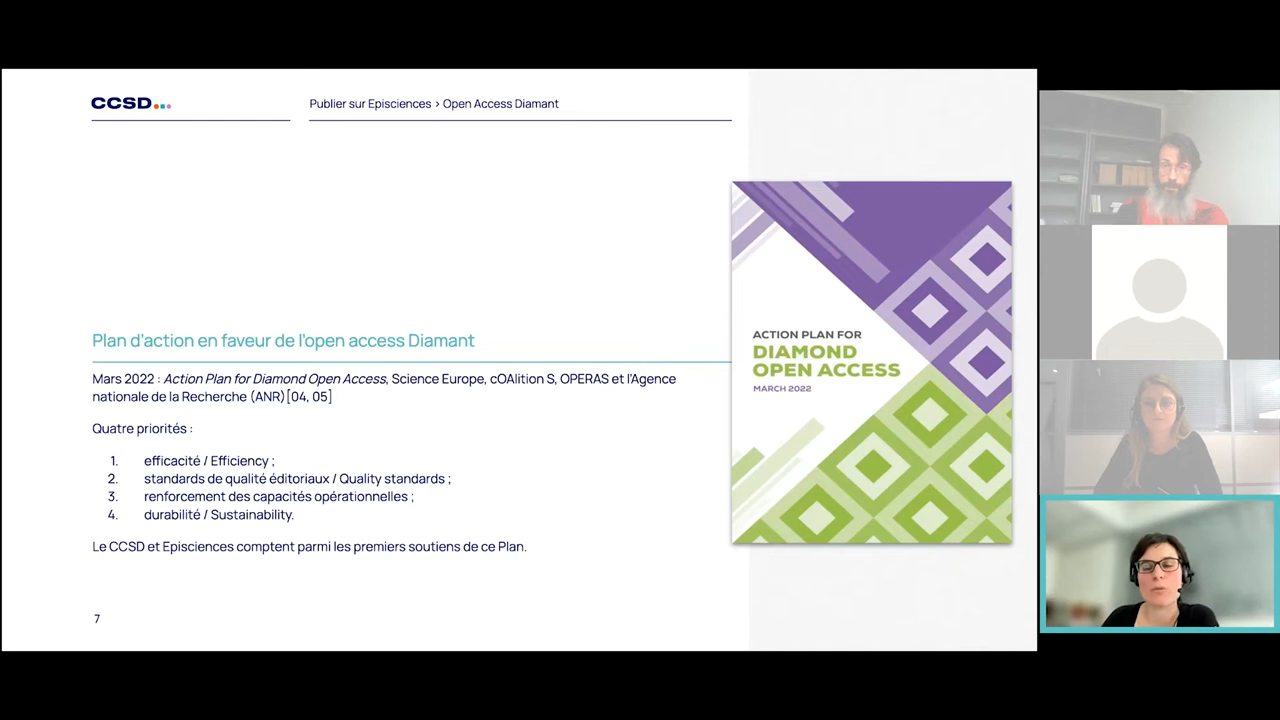 CCSD
Publier sur Episciences > Open Access Diamant
Plan d'action en faveur de l'open access Diamant
Mars 2022 : Action Plan for Diamond Open Access, Science Europe, cOAlition S, OPERAS et l'Agence
nationale de la Recherche (ANR)[04, 05]
Quatre priorités :
1. efficacité / Efficiency ;
2. standards de qualité éditoriaux / Quality standards ;
3. renforcement des capacités opérationnelles ;
4. durabilité / Sustainability.
Le CCSD et Episciences comptent parmi les premiers soutiens de ce Plan.
7
ACTION PLAN FOR
DIAMOND
OPEN ACCESS
MARCH 2022